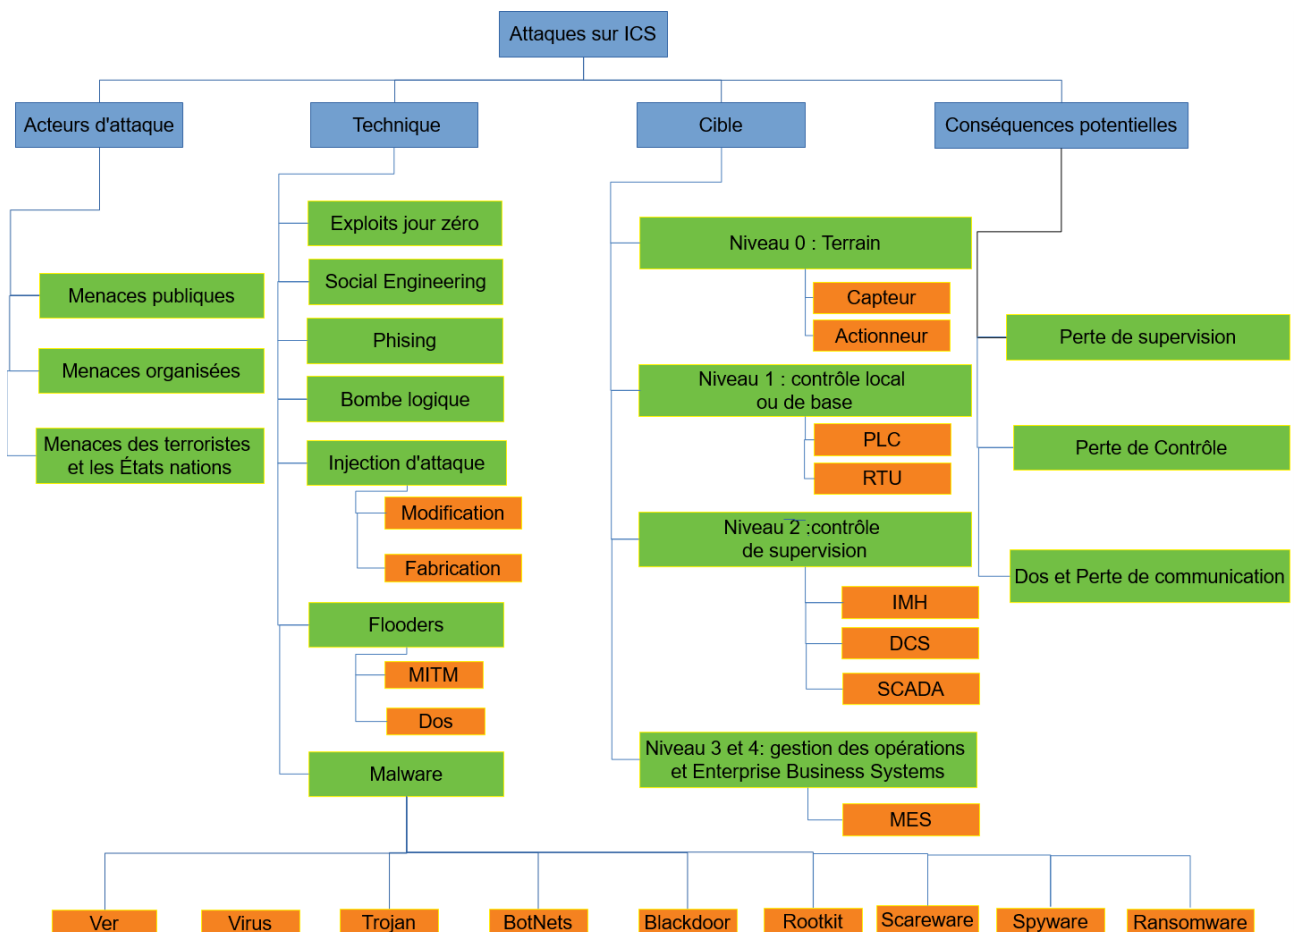 Attaques sur ICS
Acteurs d'attaque
Technique
Cible
Conséquences potentielles
Menaces publiques
Menaces organisées
Menaces des terroristes
et les États nations
Exploits jour zéro
Social Engineering
Phising
Bombe logique
Injection d'attaque
Modification
Fabrication
Flooders
MITM
Dos
Malware
Ver
Virus
Trojan
BotNets
Blackdoor
Rootkit
Scareware
Spyware
Ransomware
Niveau 0 : Terrain
Capteur
Actionneur
Niveau 1 : contrôle local
ou de base
PLC
RTU
Niveau 2 :contrôle
de supervision
IMH
DCS
SCADA
Niveau 3 et 4: gestion des opérations
et Enterprise Business Systems
MES
Perte de supervision
Perte de Contrôle
Dos et Perte de communication